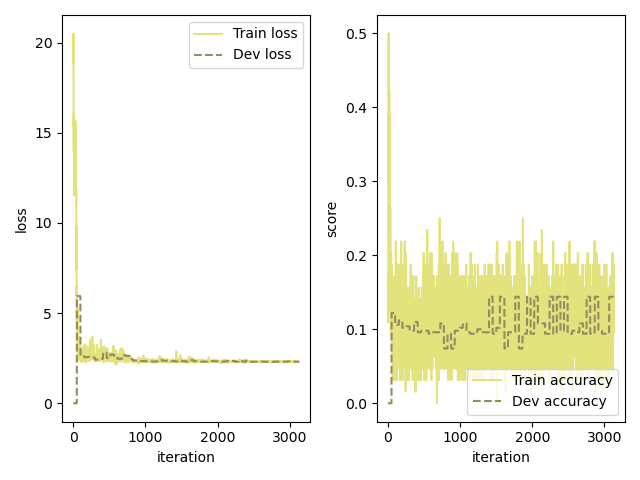 Train loss
Dev loss
20
15
10
5
0
loss
0
1000
2000
3000
iteration
0.5
0.4
0.3
0.2
0.1
0.0
score
Train accuracy
Dev accuracy
0
1000
2000
3000
iteration